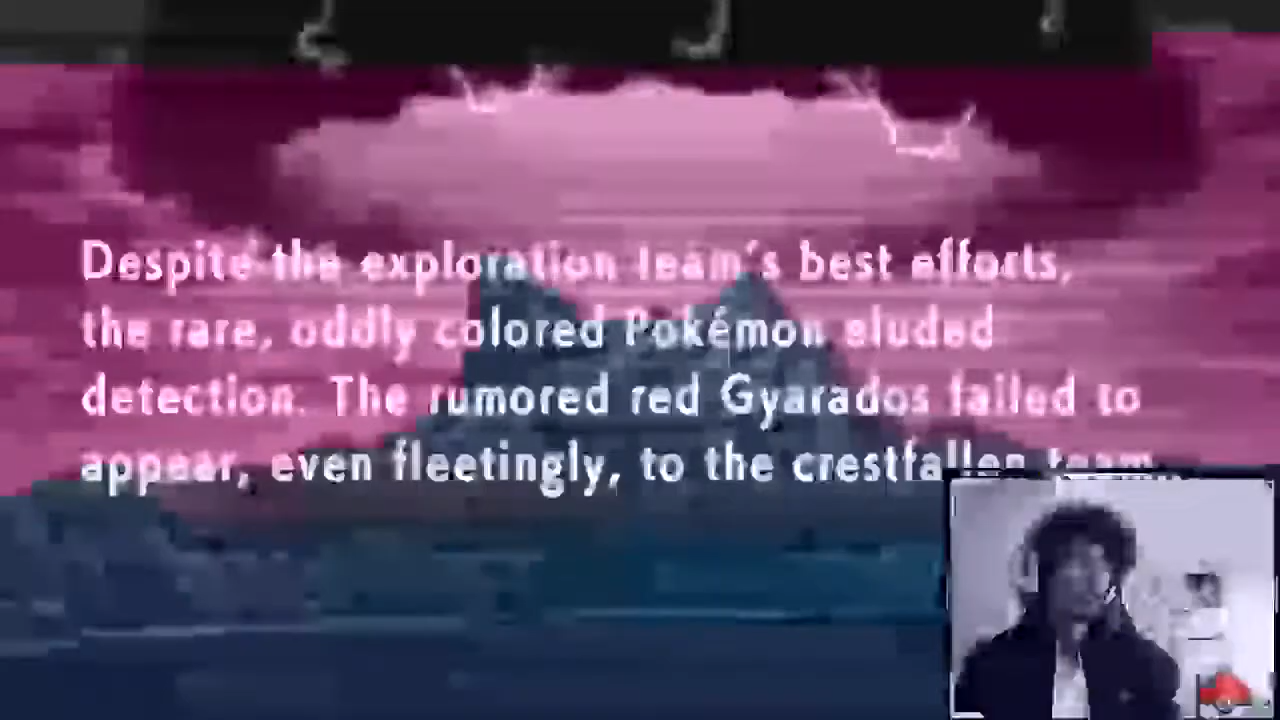 Despite the exploration team's best efforts,
the rare, oddly colored Pokémon eluded
detection. The rumored red Gyarados failed to
appear, even fleetingly, to the crestfallen team.